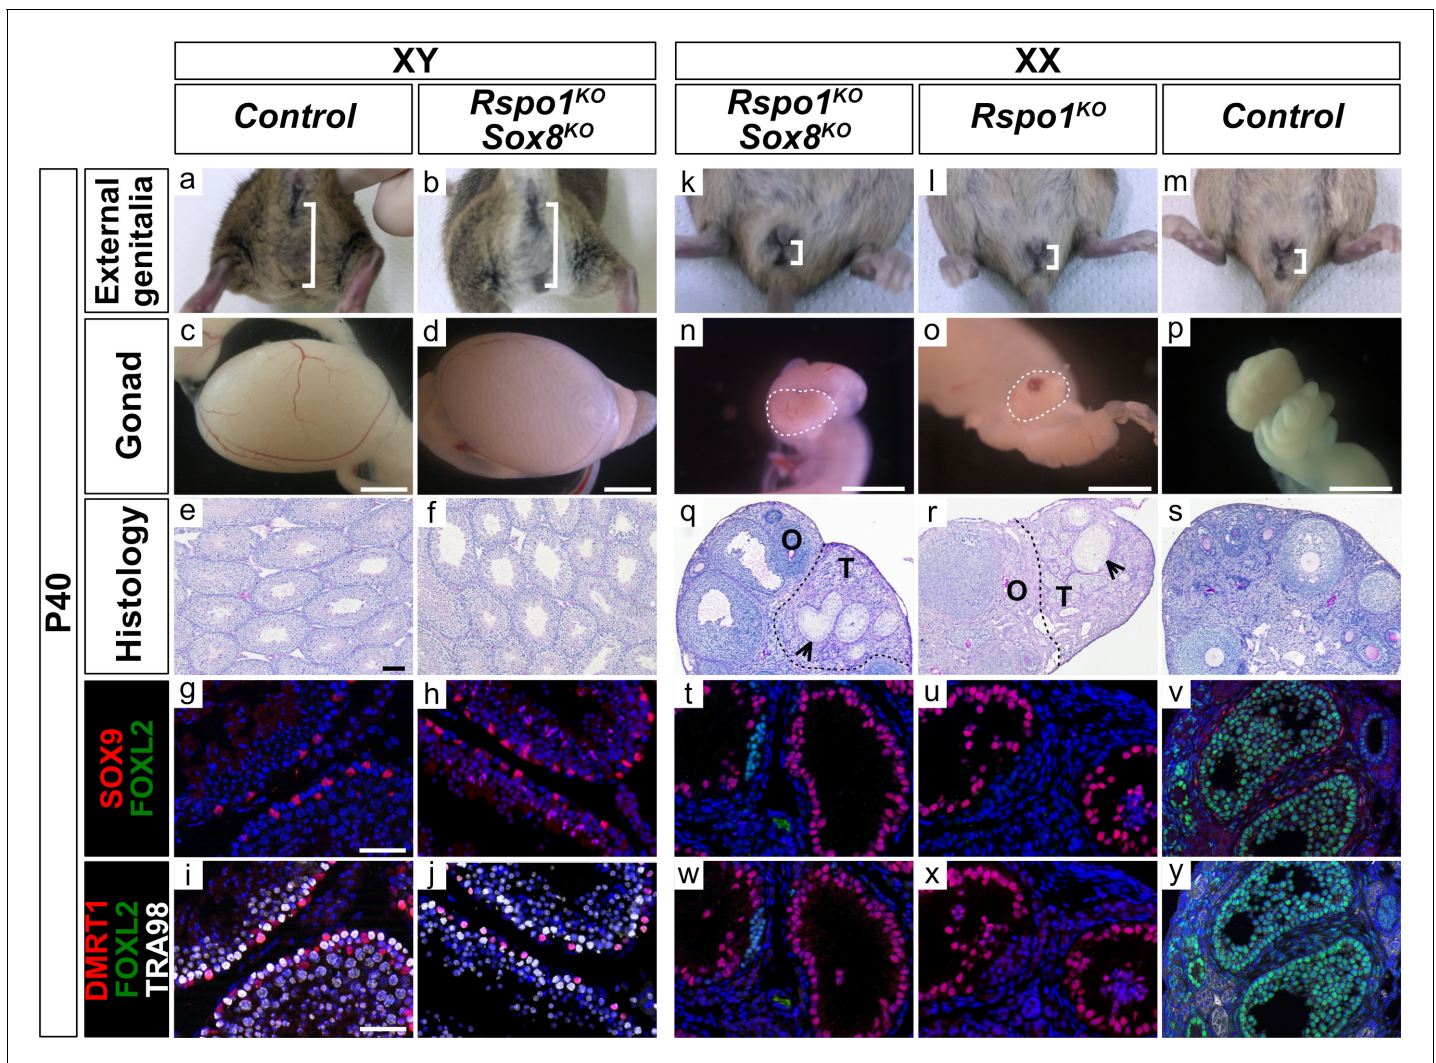 XY
XX
Control
Rspo1KO
Sox8KO
Rspo1KO
Sox8KO
Rspo1KO
Control
P40
External
genitalia
a
b
k
l
m
Gonad
c
d
n
o
p
Histology
e
f
q
O
T
r
O
T
s
SOX9
FOXL2
g
h
t
u
v
DMRT1
FOXL2
TRA98
i
j
w
x
y